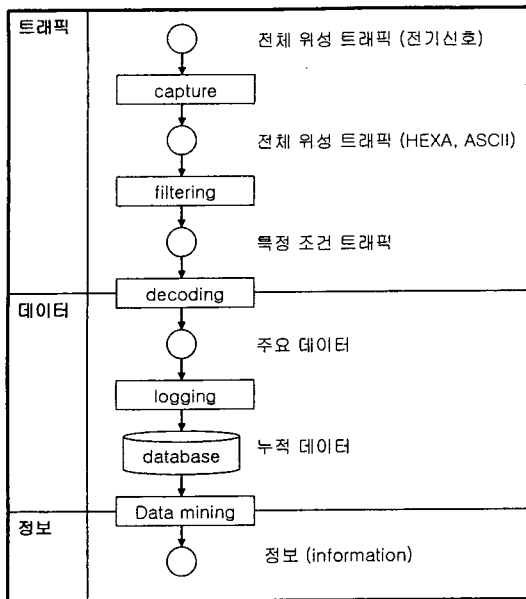 트래픽
전체 위성 트래픽 (전기신호)
capture
전체 위성 트래픽 (HEXA, ASCII)
filtering
특정 조건 트래픽
decoding
데이터
주요 데이터
logging
database
누적 데이터
Data mining
정보
정보 (information)